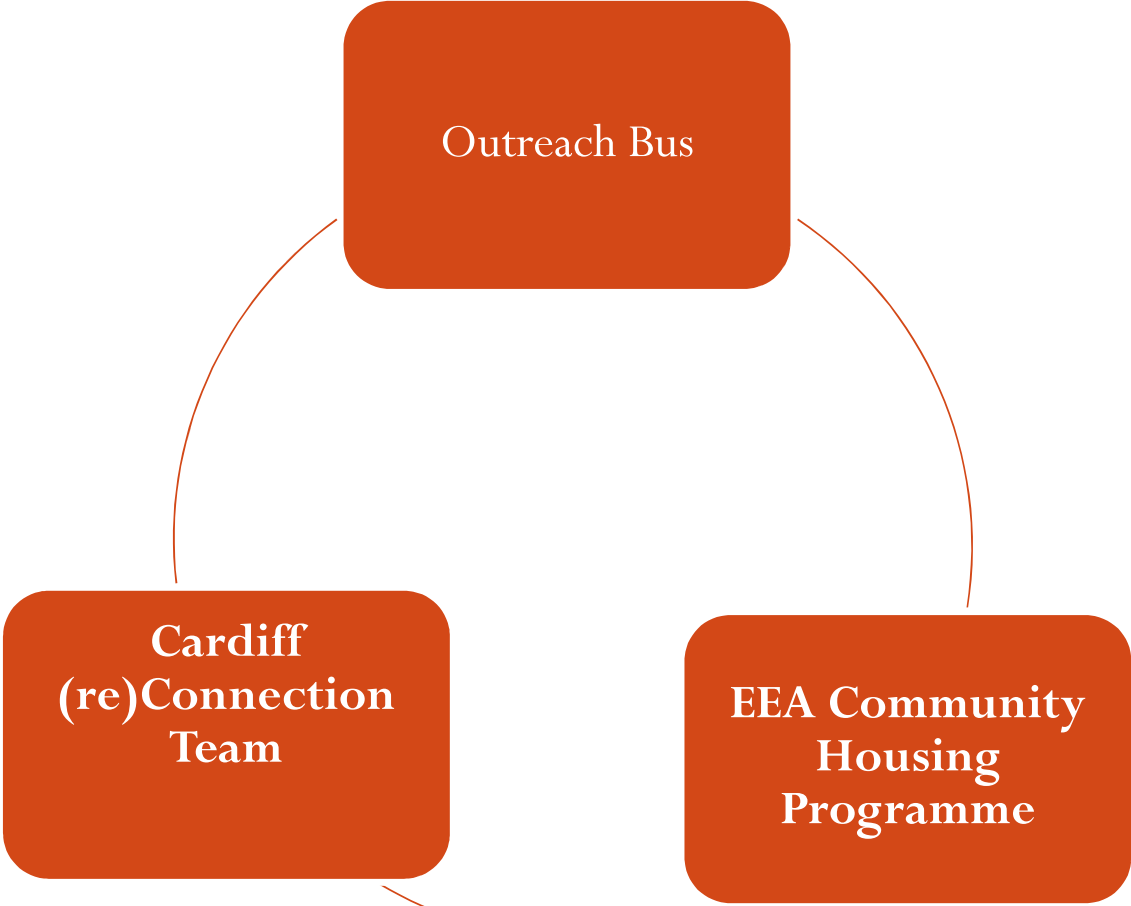 Outreach Bus
Cardiff
(re)Connection
Team
EEA Community
Housing
Programme